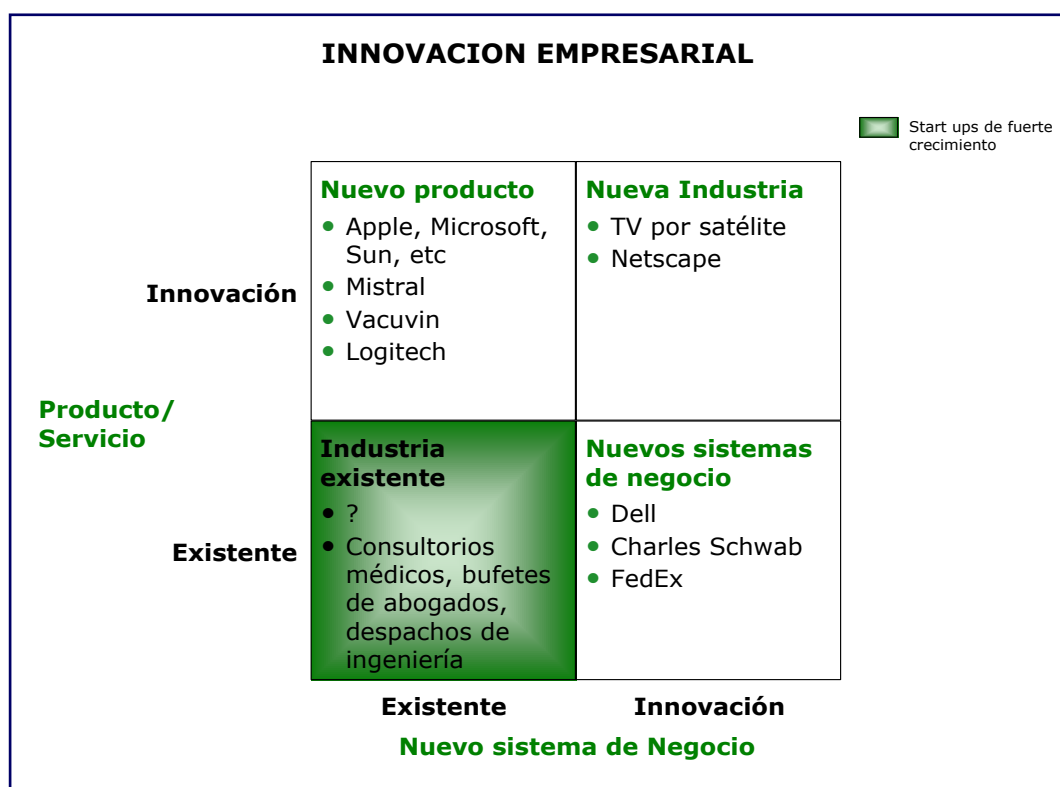 INNOVACION EMPRESARIAL
Start ups de fuerte
crecimiento
Nuevo producto
• Apple, Microsoft,
Sun, etc
• Mistral
• Vacuvin
• Logitech
Nueva Industria
• TV por satélite
• Netscape
Innovación
Producto/
Servicio
Industria
existente
• ?
• Consultorios
médicos, bufetes
de abogados,
despachos de
ingeniería
Nuevos sistemas
de negocio
• Dell
• Charles Schwab
• FedEx
Existente
Existente
Innovación
Nuevo sistema de Negocio